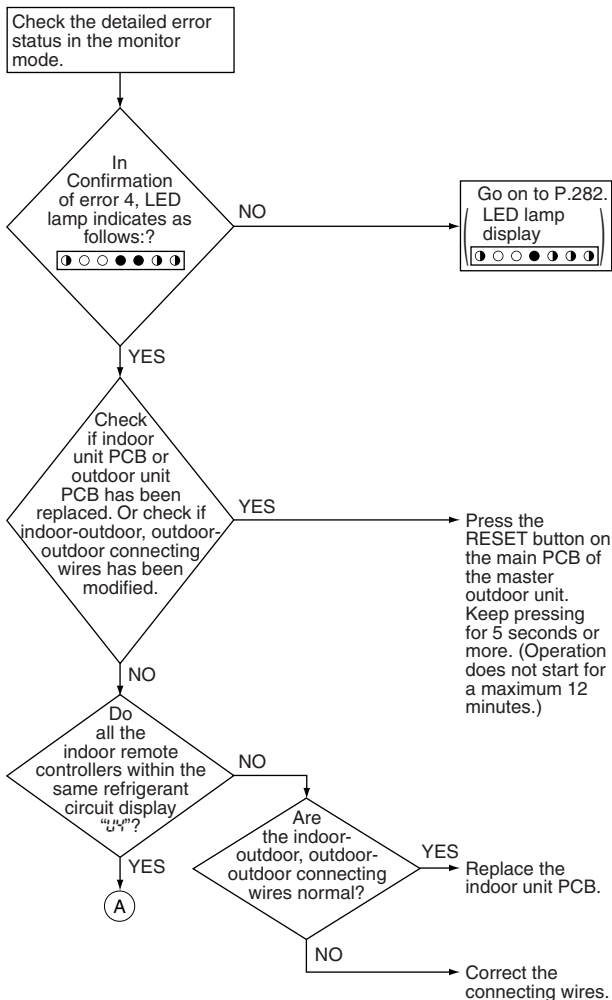 Check the detailed error
status in the monitor
mode.
In
Confirmation
of error 4, LED
lamp indicates as
follows:?
NO
Go on to P.282.
LED lamp
display
YES
Check
if indoor
unit PCB or
outdoor unit
PCB has been
replaced. Or check if
indoor-outdoor, outdoor-
outdoor connecting
wires has been
modified.
YES
Press the
RESET button on
the main PCB of
the master
outdoor unit.
Keep pressing
for 5 seconds or
more. (Operation
does not start for
a maximum 12
minutes.)
NO
Do
all the
indoor remote
controllers within the
same refrigerant
circuit display
“U4”?
NO
YES
A
Are
the indoor-
outdoor, outdoor-
outdoor connecting
wires normal?
YES
Replace the
indoor unit PCB.
NO
Correct the
connecting wires.